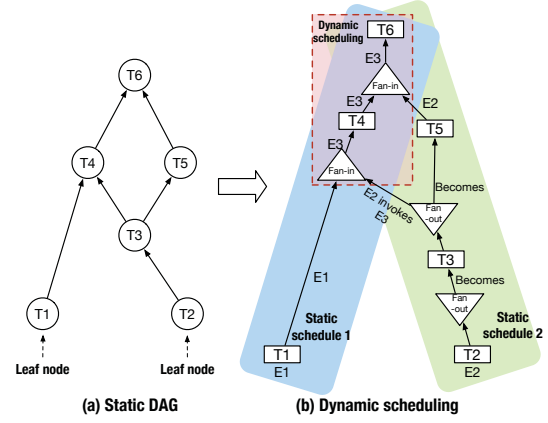 T6
T4
T5
T3
T1
T2
Leaf node
Leaf node
(a) Static DAG
Dynamic
scheduling
T6
E3
Fan-in
E3
E2
T4
T5
E3
Fan-in
Becomes
E2 invokes
E3
Fan
-out
T3
E1
Becomes
Fan
-out
Static
schedule 1
Static
schedule 2
T1
E1
T2
E2
(b) Dynamic scheduling